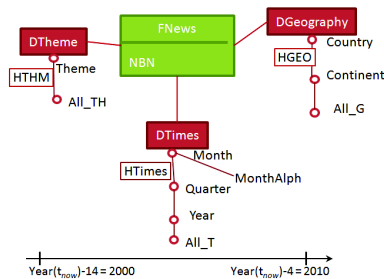 FNews
NBN
DTheme
Theme
HTHM
All_TH
DGeography
Country
HGEO
Continent
All_G
DTimes
Month
HTimes
MonthAlph
Quarter
Year
All_T
Year(tnow)-14 = 2000
Year(tnow)-4 = 2010